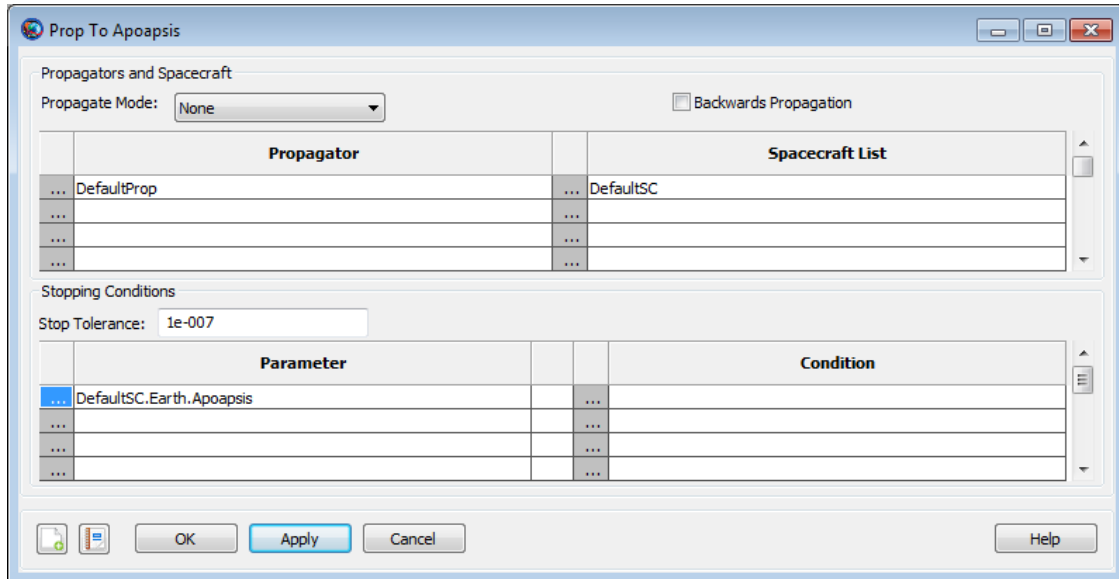 Prop To Apoapsis
Propagators and Spacecraft
Propagate Mode: None Backwards Propagation
Propagator Spacecraft List
... DefaultProp ... DefaultSC
... ...
... ...
... ...
Stopping Conditions
Stop Tolerance: 1e-007
Parameter Condition
... DefaultSC.Earth.Apoapsis ...
... ...
... ...
... ...
OK Apply Cancel Help